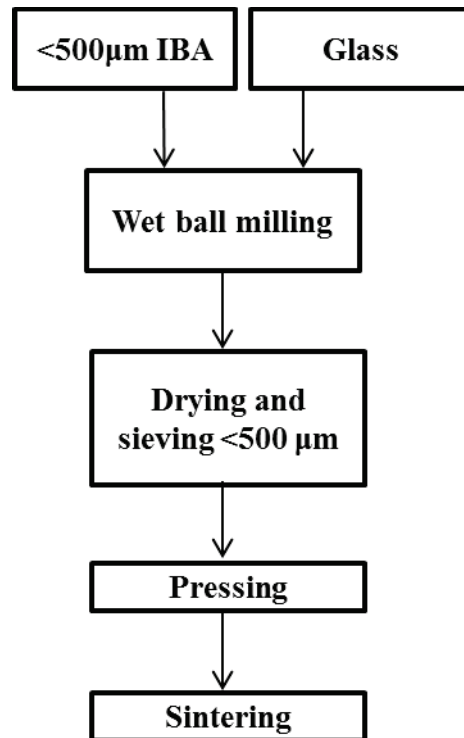 <500μm IBA
Glass
Wet ball milling
Drying and
sieving <500 μm
Pressing
Sintering